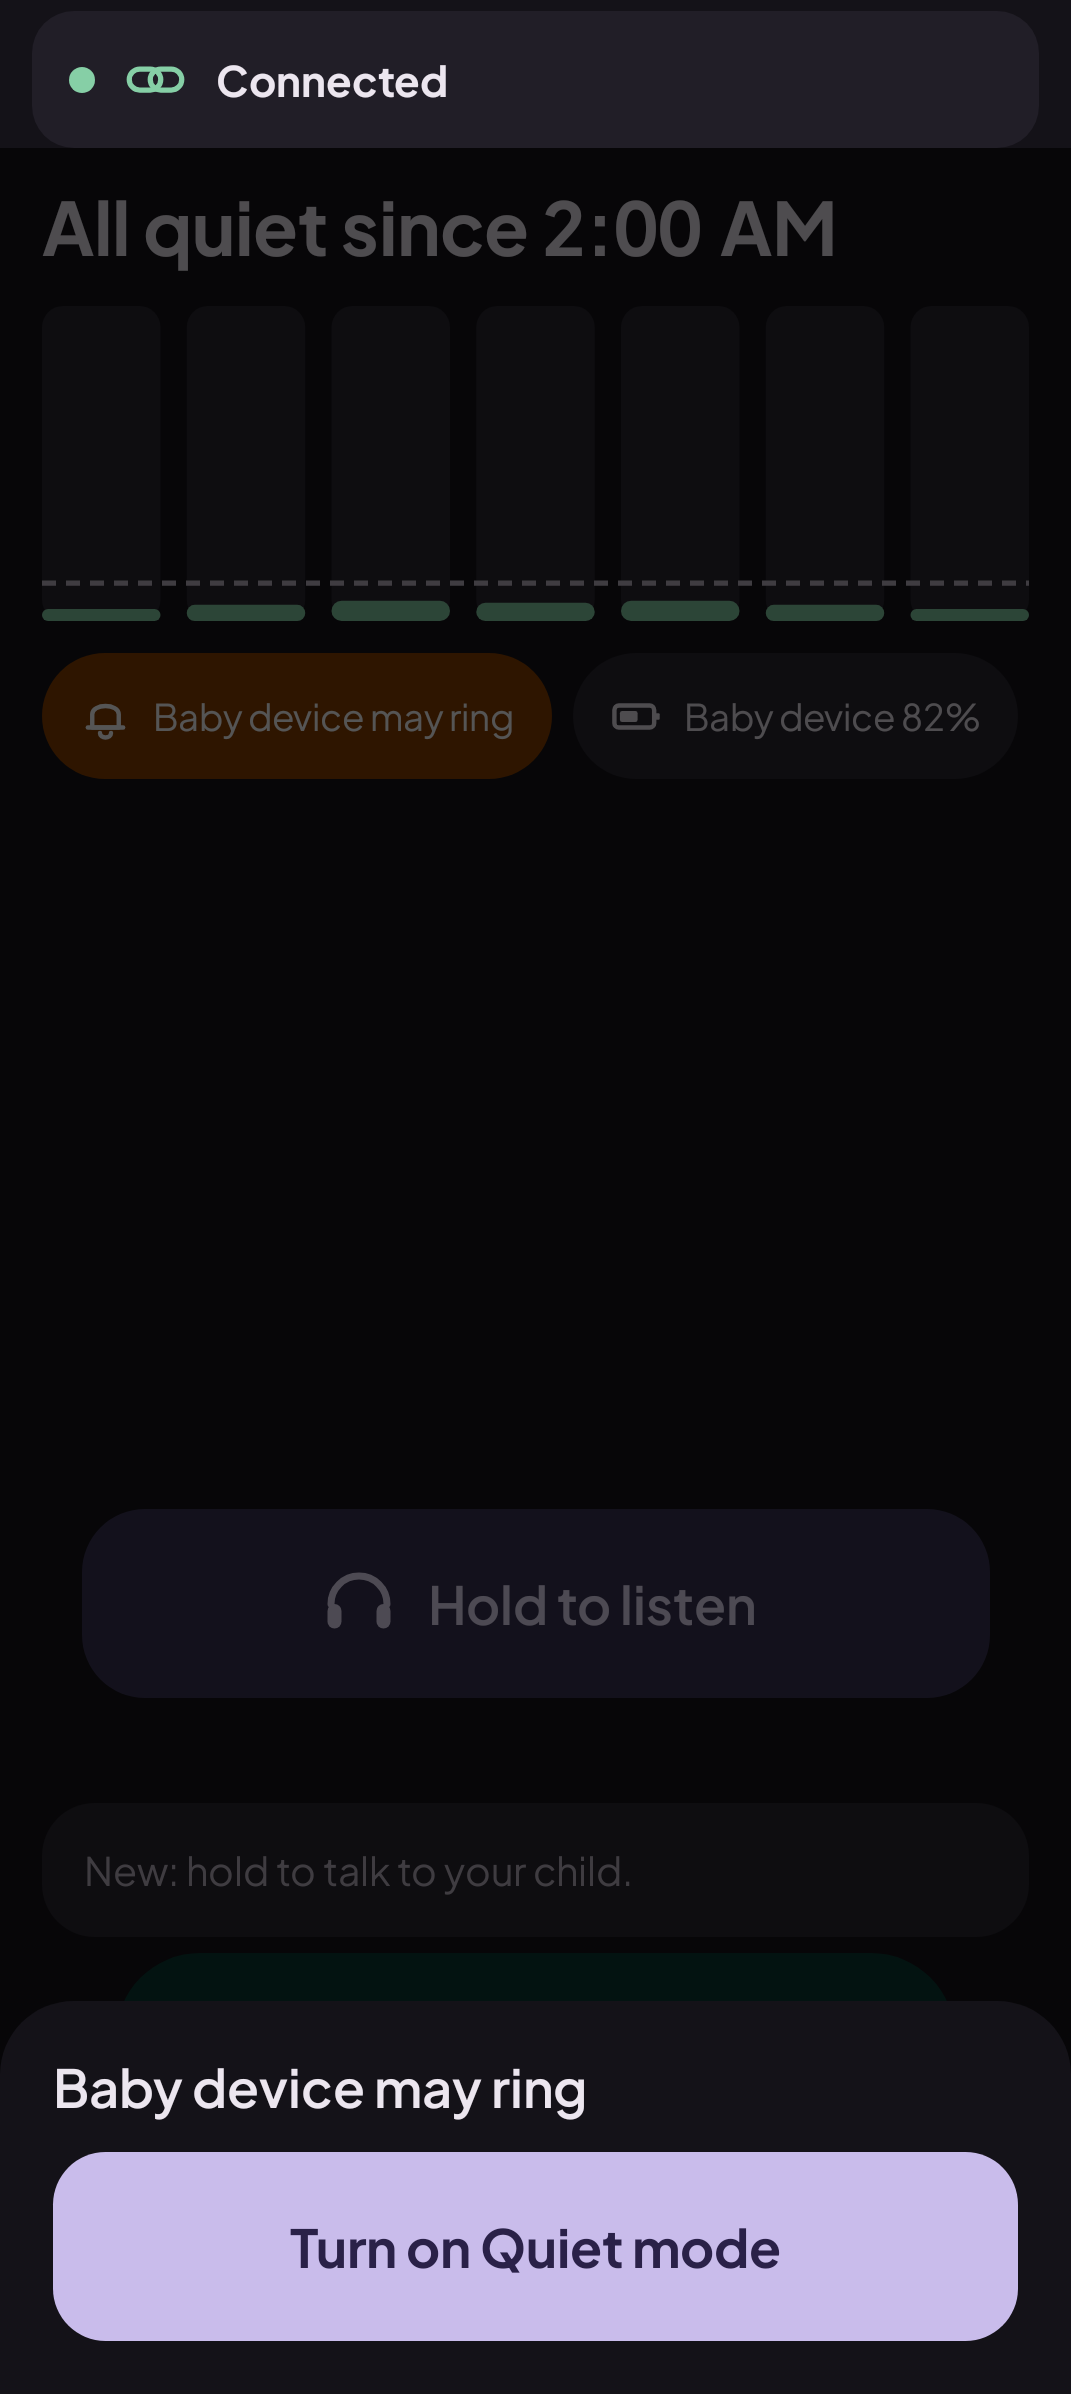 Connected
All quiet since 2:00 AM
Baby device may ring
Baby device 82%
Hold to listen
New: hold to talk to your child.
Baby device may ring
Turn on Quiet mode